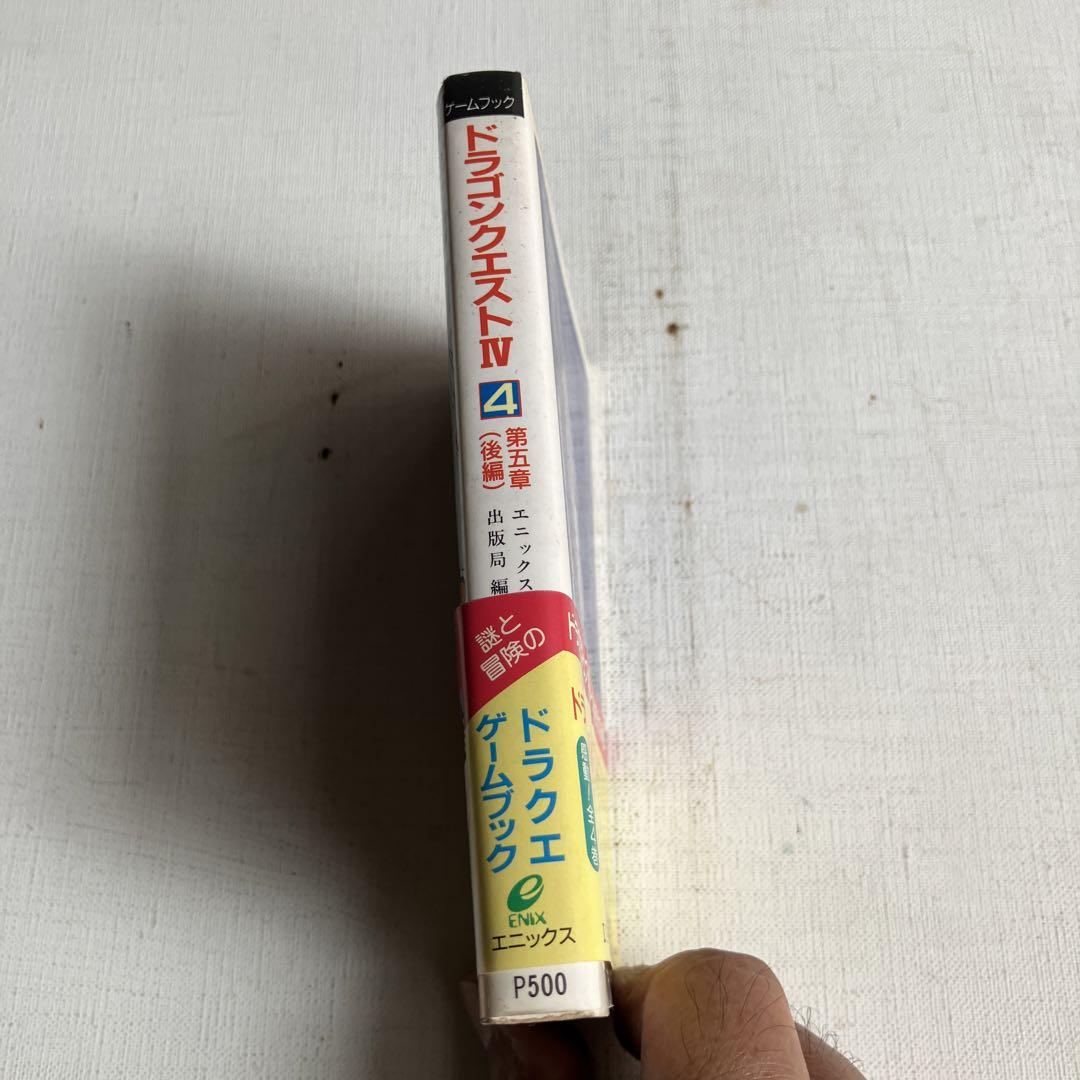 ゲームブック
ドラゴンクエストⅣ
4
第五章
(後編)
エニックス
出版局 編
謎と
冒険の
ドラクエ
ゲームブック
e
ENIX
エニックス
P500